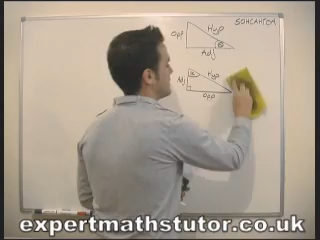 SOHCAHTOA
Opp Hyp
Adj
Adj Hyp
Opp
expertmathstutor.co.uk